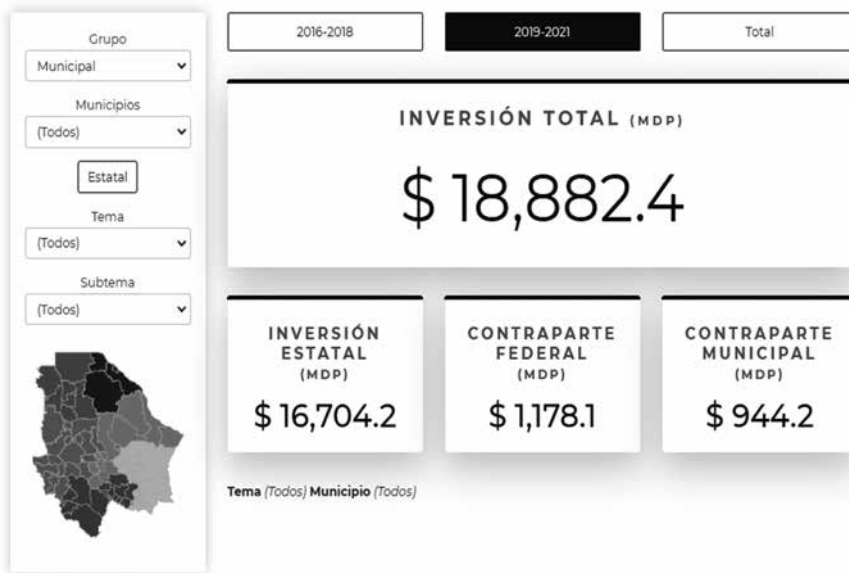 Grupo
Municipal
Municipios
(Todos)
Estatal
Tema
(Todos)
Subtema
(Todos)
2016-2018
2019-2021
Total
INVERSIÓN TOTAL (MDP)
$ 18,882.4
INVERSIÓN
ESTATAL
(MDP)
$ 16,704.2
CONTRAPARTE
FEDERAL
(MDP)
$ 1,178.1
CONTRAPARTE
MUNICIPAL
(MDP)
$ 944.2
Tema (Todos) Municipio (Todos)